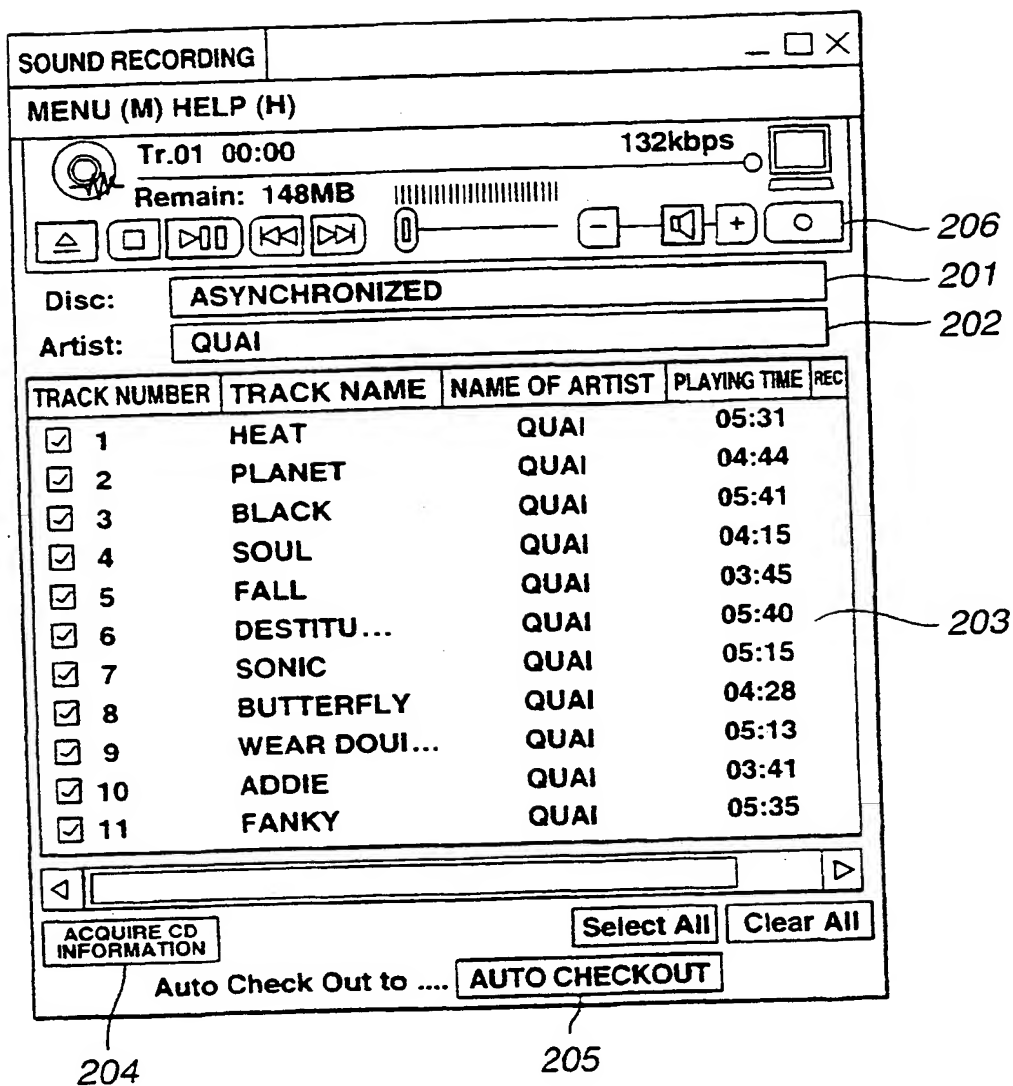 SOUND RECORDING
MENU (M) HELP (H)
Tr.01 00:00 132kbps
Remain: 148MB
206
Disc: ASYNCHRONIZED 201
Artist: QUAI 202
TRACK NUMBER TRACK NAME NAME OF ARTIST PLAYING TIME REC
1 HEAT QUAI 05:31
2 PLANET QUAI 04:44
3 BLACK QUAI 05:41
4 SOUL QUAI 04:15
5 FALL QUAI 03:45
6 DESTITU... QUAI 05:40 203
7 SONIC QUAI 05:15
8 BUTTERFLY QUAI 04:28
9 WEAR DOUI... QUAI 05:13
10 ADDIE QUAI 03:41
11 FANKY QUAI 05:35
ACQUIRE CD INFORMATION Select All Clear All
Auto Check Out to .... AUTO CHECKOUT
204 205